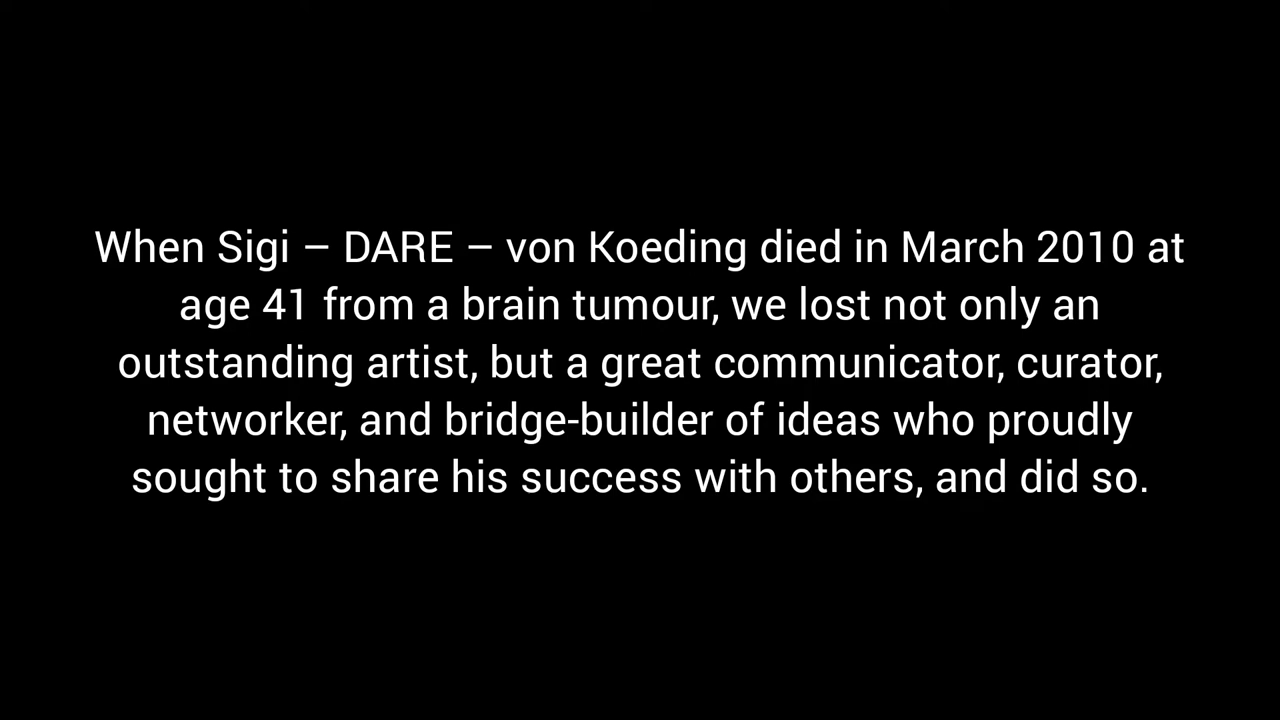 When Sigi – DARE – von Koeding died in March 2010 at
age 41 from a brain tumour, we lost not only an
outstanding artist, but a great communicator, curator,
networker, and bridge-builder of ideas who proudly
sought to share his success with others, and did so.